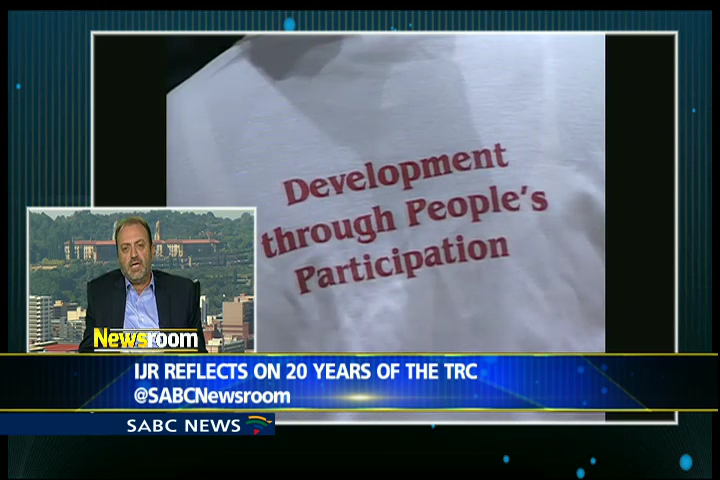 Development
through People's
Participation
Newsroom
IJR REFLECTS ON 20 YEARS OF THE TRC
@SABCNewsroom
SABC NEWS